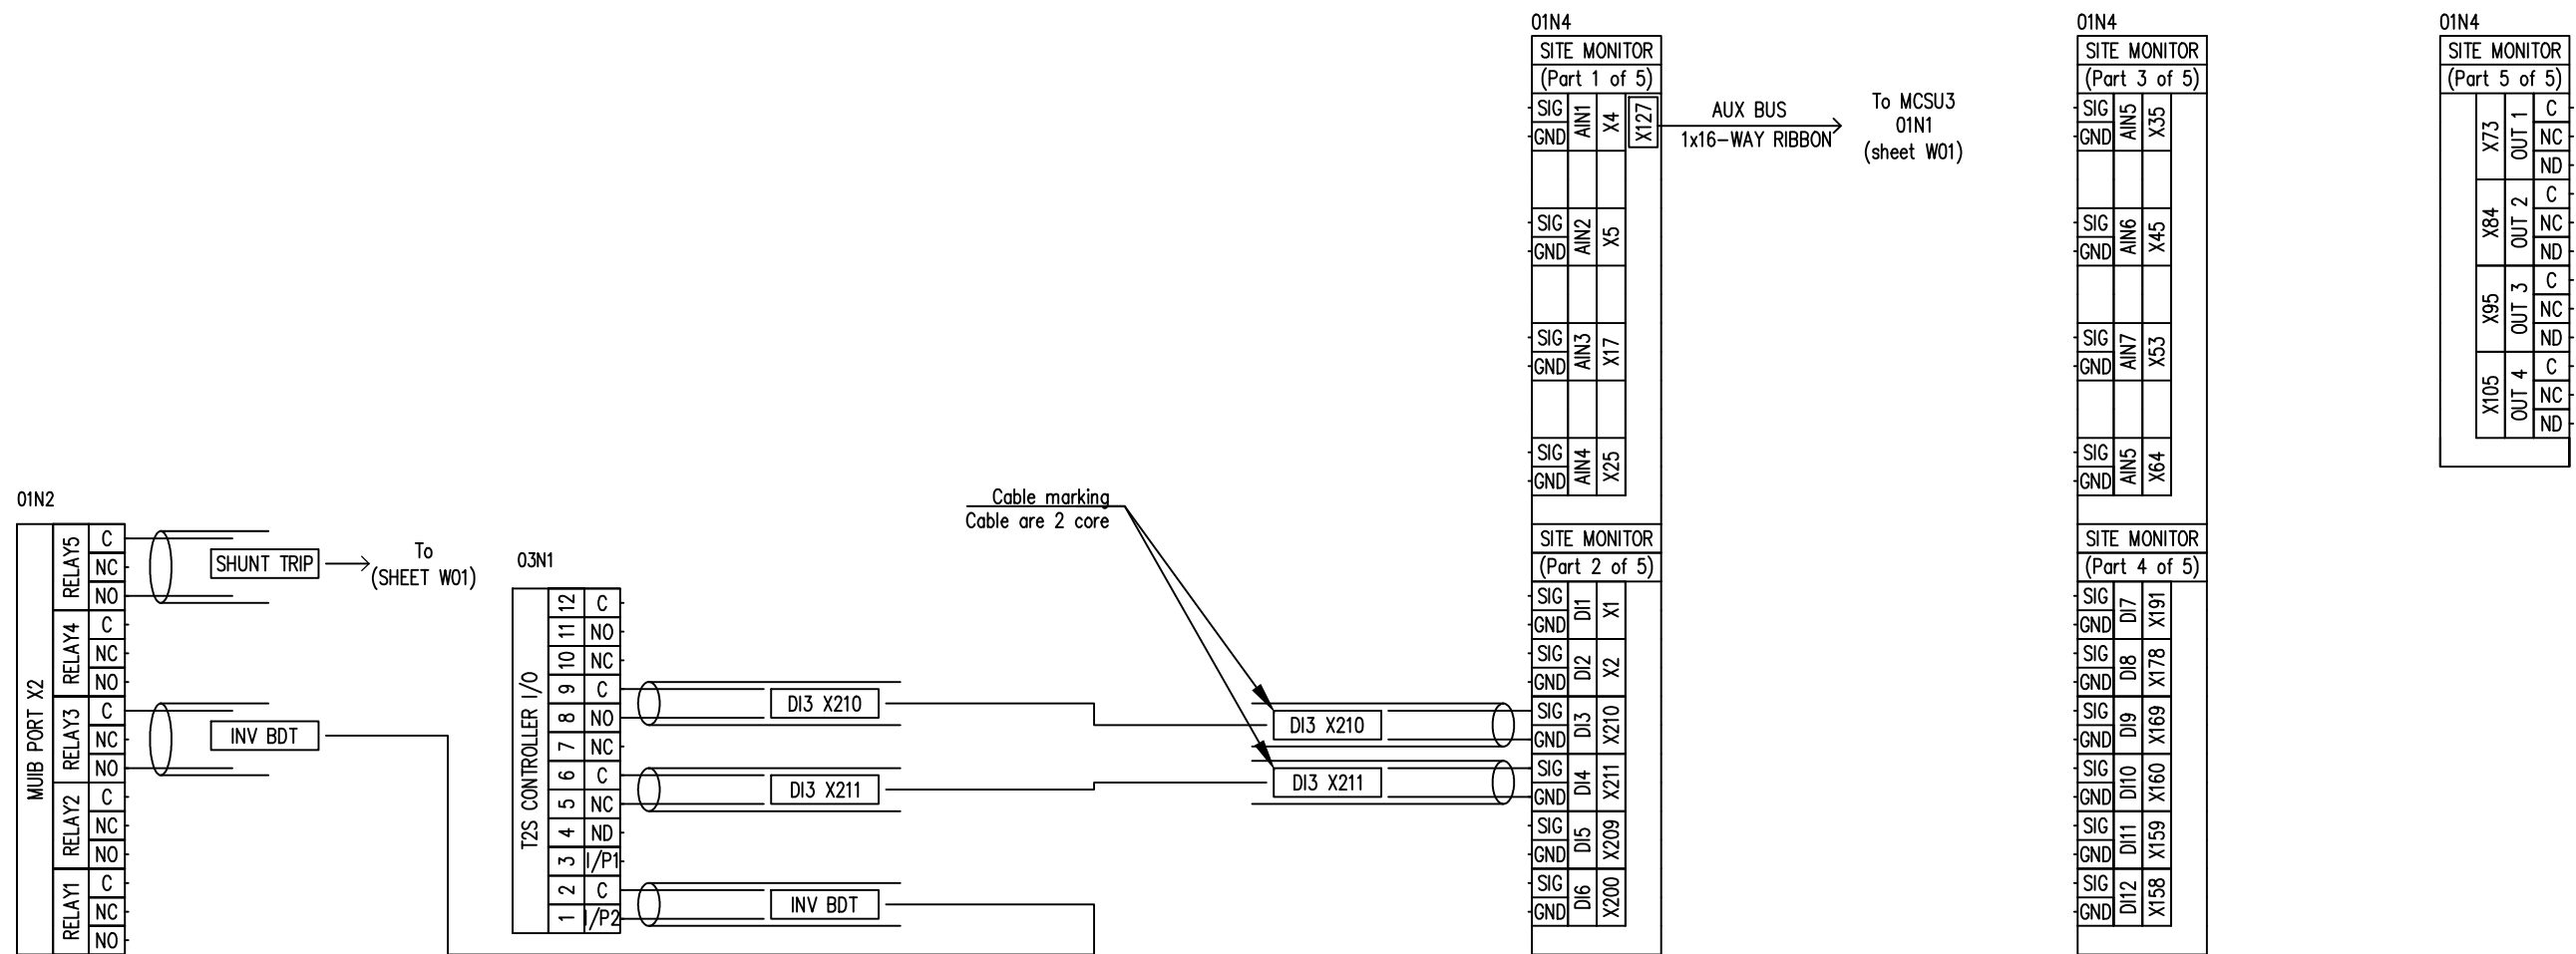 01N2
MUIB PORT X2
RELAY5
C
NC
NO
RELAY4
C
NC
NO
RELAY3
C
NC
NO
RELAY2
C
NC
NO
RELAY1
C
NC
NO
SHUNT TRIP
To
(SHEET W01)
INV BDT
03N1
T2S CONTROLLER I/O
12 C
11 NO
10 NC
9 C
8 NO
7 NC
6 C
5 NC
4 ND
3 I/P1
2 C
1 I/P2
DI3 X210
DI3 X211
INV BDT
Cable marking
Cable are 2 core
DI3 X210
DI3 X211
01N4
SITE MONITOR
(Part 1 of 5)
SIG
GND
AIN1
X4
X127
SIG
GND
AIN2
X5
SIG
GND
AIN3
X17
SIG
GND
AIN4
X25
AUX BUS
1x16-WAY RIBBON
To MCSU3
01N1
(sheet W01)
SITE MONITOR
(Part 2 of 5)
SIG
GND
DI1
X1
SIG
GND
DI2
X2
SIG
GND
DI3
X210
SIG
GND
DI4
X211
SIG
GND
DI5
X209
SIG
GND
DI6
X200
01N4
SITE MONITOR
(Part 3 of 5)
SIG
GND
AIN5
X35
SIG
GND
AIN6
X45
SIG
GND
AIN7
X53
SIG
GND
AIN5
X64
SITE MONITOR
(Part 4 of 5)
SIG
GND
DI7
X191
SIG
GND
DI8
X178
SIG
GND
DI9
X169
SIG
GND
DI10
X160
SIG
GND
DI11
X159
SIG
GND
DI12
X158
01N4
SITE MONITOR
(Part 5 of 5)
X73
OUT 1
C
NC
ND
X84
OUT 2
C
NC
ND
X95
OUT 3
C
NC
ND
X105
OUT 4
C
NC
ND